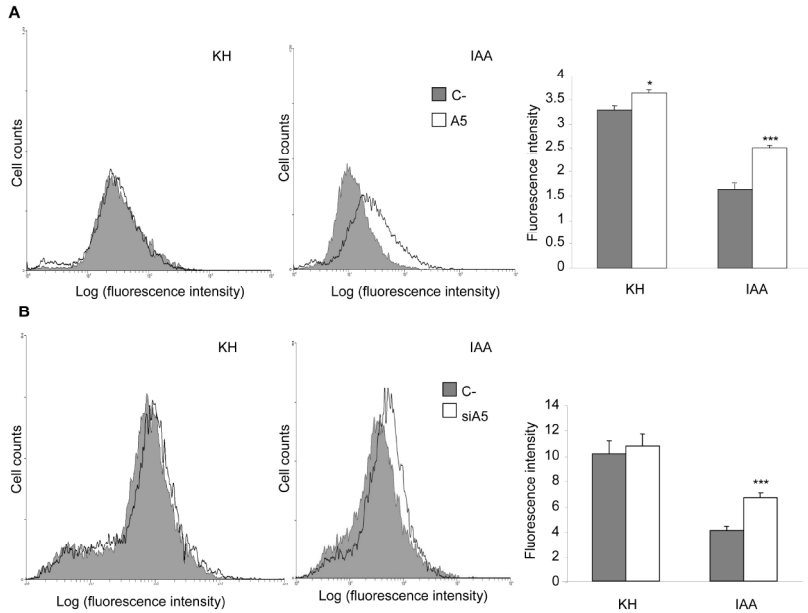 A
KH
Cell counts
Log (fluorescence intensity)
IAA
C-
A5
Cell counts
Log (fluorescence intensity)
Fuorescence ntensity
4
3.5
3
2.5
2
1.5
1
0.5
0
*
***
KH
IAA
B
KH
Cell counts
Log (fluorescence intensity)
IAA
C-
siA5
Cell counts
Log (fluorescence intensity)
Fluorescence intensity
14
12
10
8
6
4
2
0
***
KH
IAA